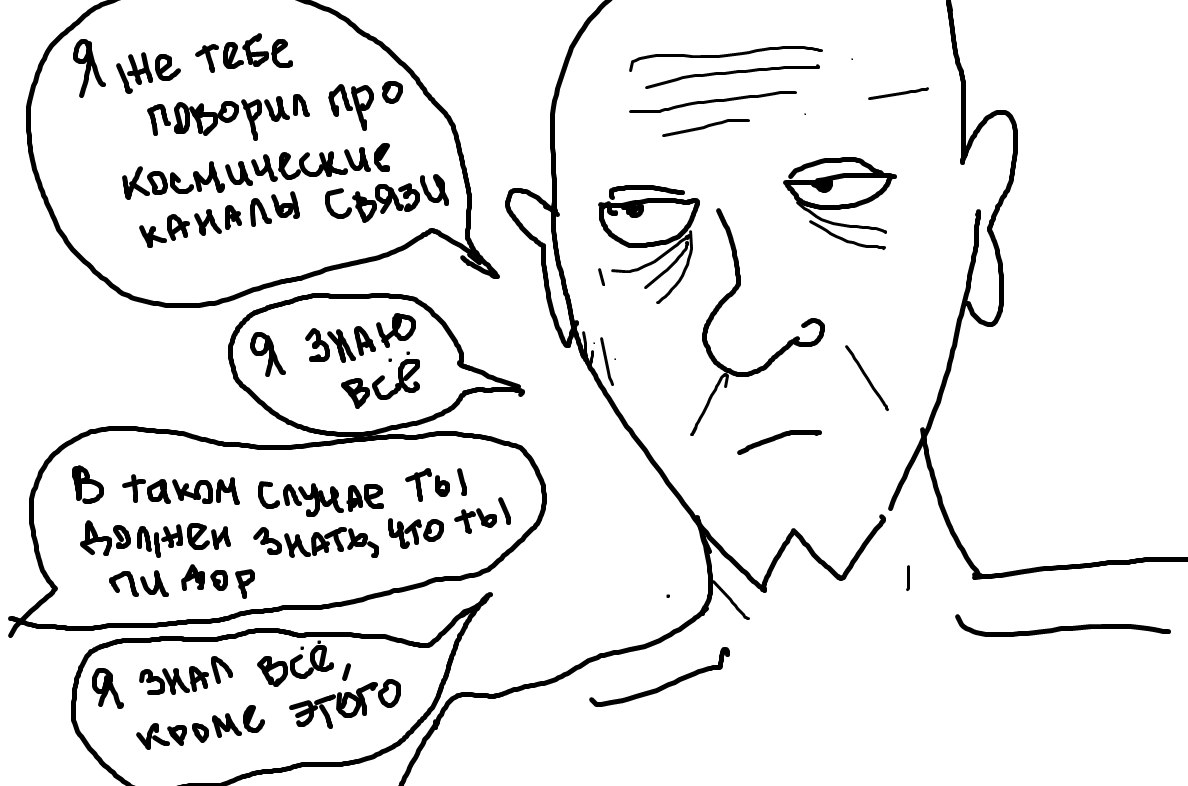 Я ЖЕ ТЕБЕ
ПОВОРИЛ ПРО
КОСМИЧЕСКИЕ
КАНАЛЫ СВЯЗИ
Я ЗНАЮ
ВСЁ
В ТАКОМ СЛУЧАЕ ТЫ
ДОЛЖЕН ЗНАТЬ, ЧТО ТЫ
ПИДОР
Я ЗНАЛ ВСЁ,
КРОМЕ ЭТОГО